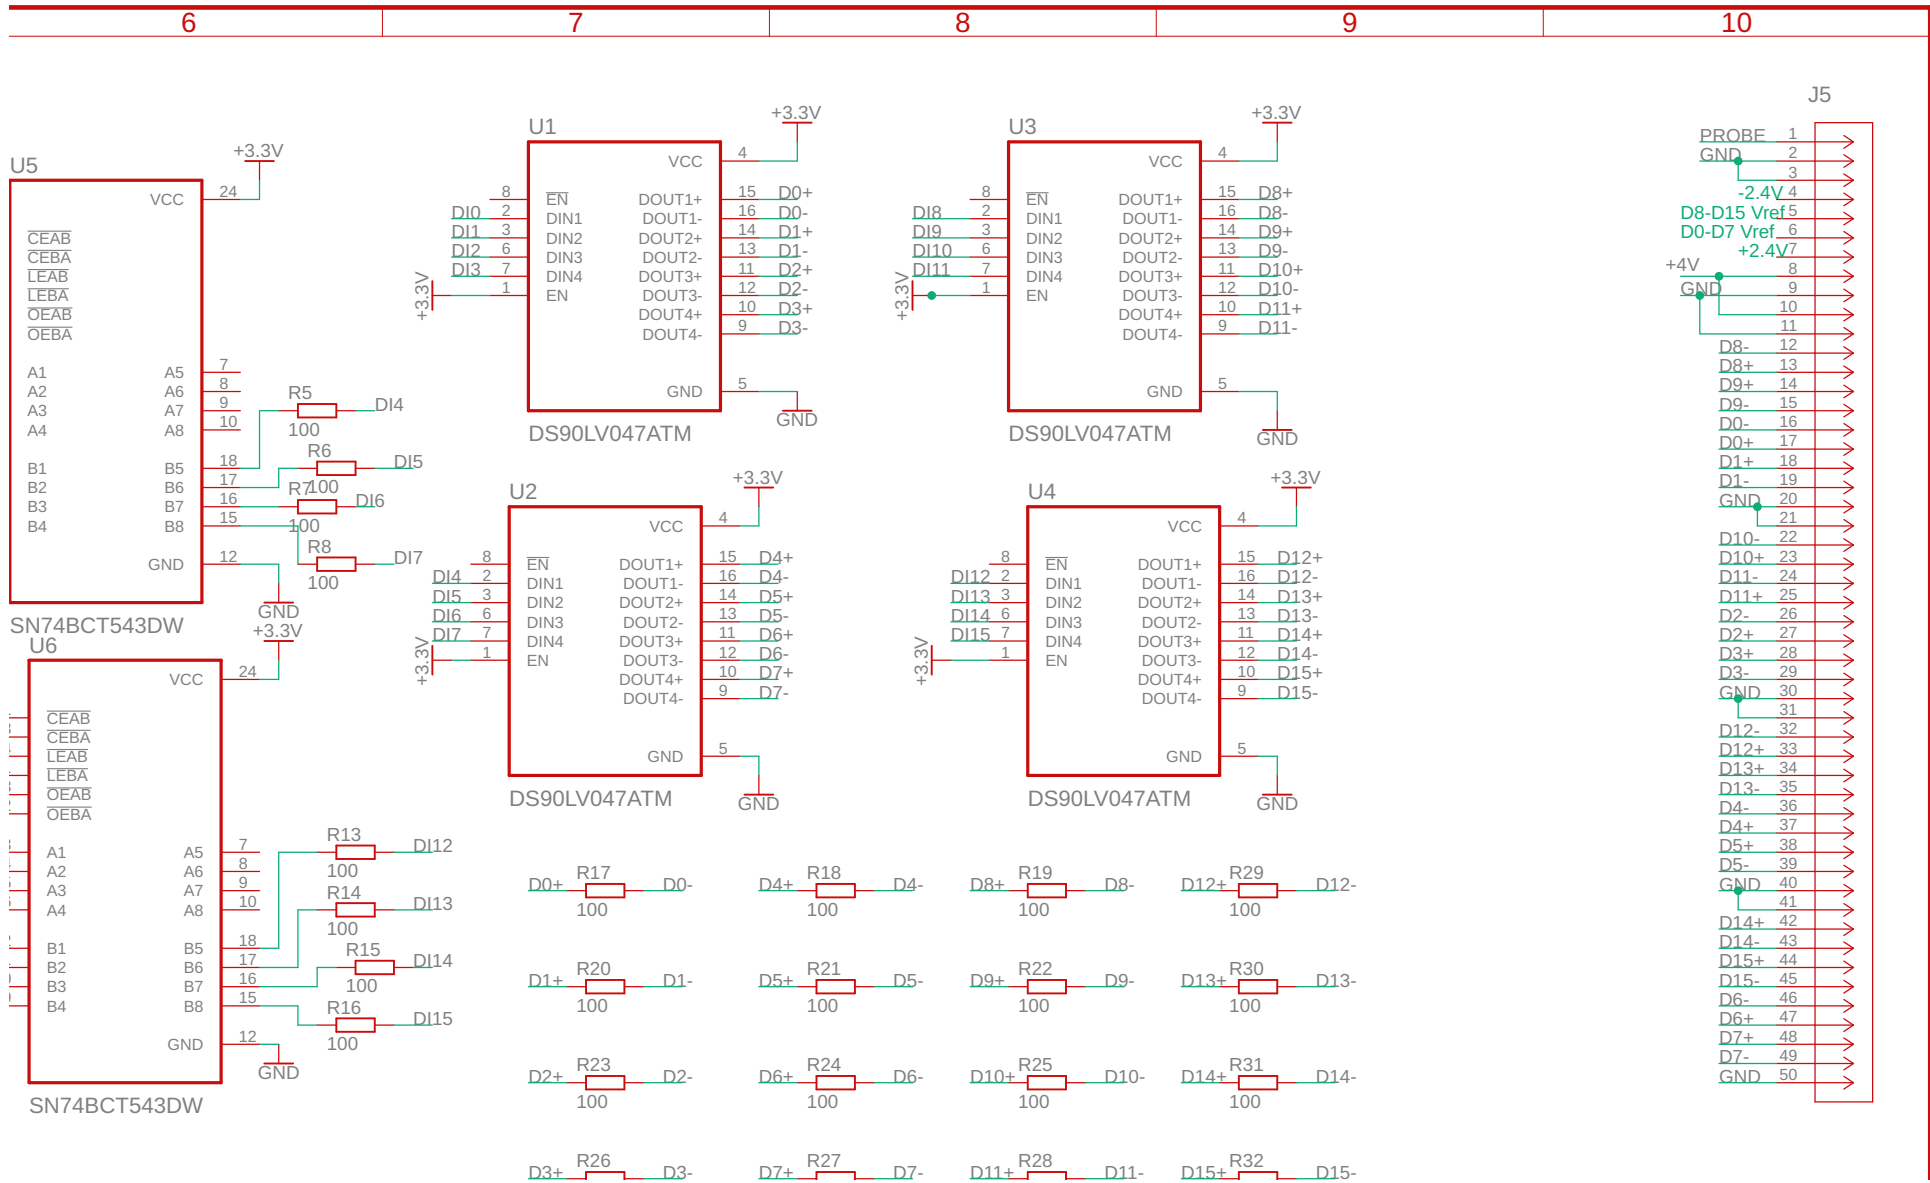 6 7 8 9 10
U5
+3.3V
VCC 24
CEAB
CEBA
LEAB
LEBA
OEAB
OEBA
A1 A5 7
A2 A6 8
A3 A7 9
A4 A8 10
B1 B5 18
B2 B6 17
B3 B7 16
B4 B8 15
GND 12
GND
SN74BCT543DW
R5
100
DI4
R6
100
DI5
R7
100
DI6
R8
100
DI7
U6
+3.3V
VCC 24
CEAB
CEBA
LEAB
LEBA
OEAB
OEBA
A1 A5 7
A2 A6 8
A3 A7 9
A4 A8 10
B1 B5 18
B2 B6 17
B3 B7 16
B4 B8 15
GND 12
GND
SN74BCT543DW
R13
100
DI12
R14
100
DI13
R15
100
DI14
R16
100
DI15
U1
+3.3V
VCC 4
8 EN DOUT1+ 15 D0+
DI0 2 DIN1 DOUT1- 16 D0-
DI1 3 DIN2 DOUT2+ 14 D1+
DI2 6 DIN3 DOUT2- 13 D1-
DI3 7 DIN4 DOUT3+ 11 D2+
+3.3V 1 EN DOUT3- 12 D2-
DOUT4+ 10 D3+
DOUT4- 9 D3-
GND 5
GND
DS90LV047ATM
U2
+3.3V
VCC 4
8 EN DOUT1+ 15 D4+
DI4 2 DIN1 DOUT1- 16 D4-
DI5 3 DIN2 DOUT2+ 14 D5+
DI6 6 DIN3 DOUT2- 13 D5-
DI7 7 DIN4 DOUT3+ 11 D6+
+3.3V 1 EN DOUT3- 12 D6-
DOUT4+ 10 D7+
DOUT4- 9 D7-
GND 5
GND
DS90LV047ATM
U3
+3.3V
VCC 4
8 EN DOUT1+ 15 D8+
DI8 2 DIN1 DOUT1- 16 D8-
DI9 3 DIN2 DOUT2+ 14 D9+
DI10 6 DIN3 DOUT2- 13 D9-
DI11 7 DIN4 DOUT3+ 11 D10+
+3.3V 1 EN DOUT3- 12 D10-
DOUT4+ 10 D11+
DOUT4- 9 D11-
GND 5
GND
DS90LV047ATM
U4
+3.3V
VCC 4
8 EN DOUT1+ 15 D12+
DI12 2 DIN1 DOUT1- 16 D12-
DI13 3 DIN2 DOUT2+ 14 D13+
DI14 6 DIN3 DOUT2- 13 D13-
DI15 7 DIN4 DOUT3+ 11 D14+
+3.3V 1 EN DOUT3- 12 D14-
DOUT4+ 10 D15+
DOUT4- 9 D15-
GND 5
GND
DS90LV047ATM
D0+ R17 D0- D4+ R18 D4- D8+ R19 D8- D12+ R29 D12-
100 100 100 100
D1+ R20 D1- D5+ R21 D5- D9+ R22 D9- D13+ R30 D13-
100 100 100 100
D2+ R23 D2- D6+ R24 D6- D10+ R25 D10- D14+ R31 D14-
100 100 100 100
D3+ R26 D3- D7+ R27 D7- D11+ R28 D11- D15+ R32 D15-
J5
PROBE 1
GND 2
3
-2.4V 4
D8-D15 Vref 5
D0-D7 Vref 6
+2.4V 7
+4V 8
GND 9
10
11
D8- 12
D8+ 13
D9+ 14
D9- 15
D0- 16
D0+ 17
D1+ 18
D1- 19
GND 20
21
D10- 22
D10+ 23
D11- 24
D11+ 25
D2- 26
D2+ 27
D3+ 28
D3- 29
GND 30
31
D12- 32
D12+ 33
D13+ 34
D13- 35
D4- 36
D4+ 37
D5+ 38
D5- 39
GND 40
41
D14+ 42
D14- 43
D15+ 44
D15- 45
D6- 46
D6+ 47
D7+ 48
D7- 49
GND 50